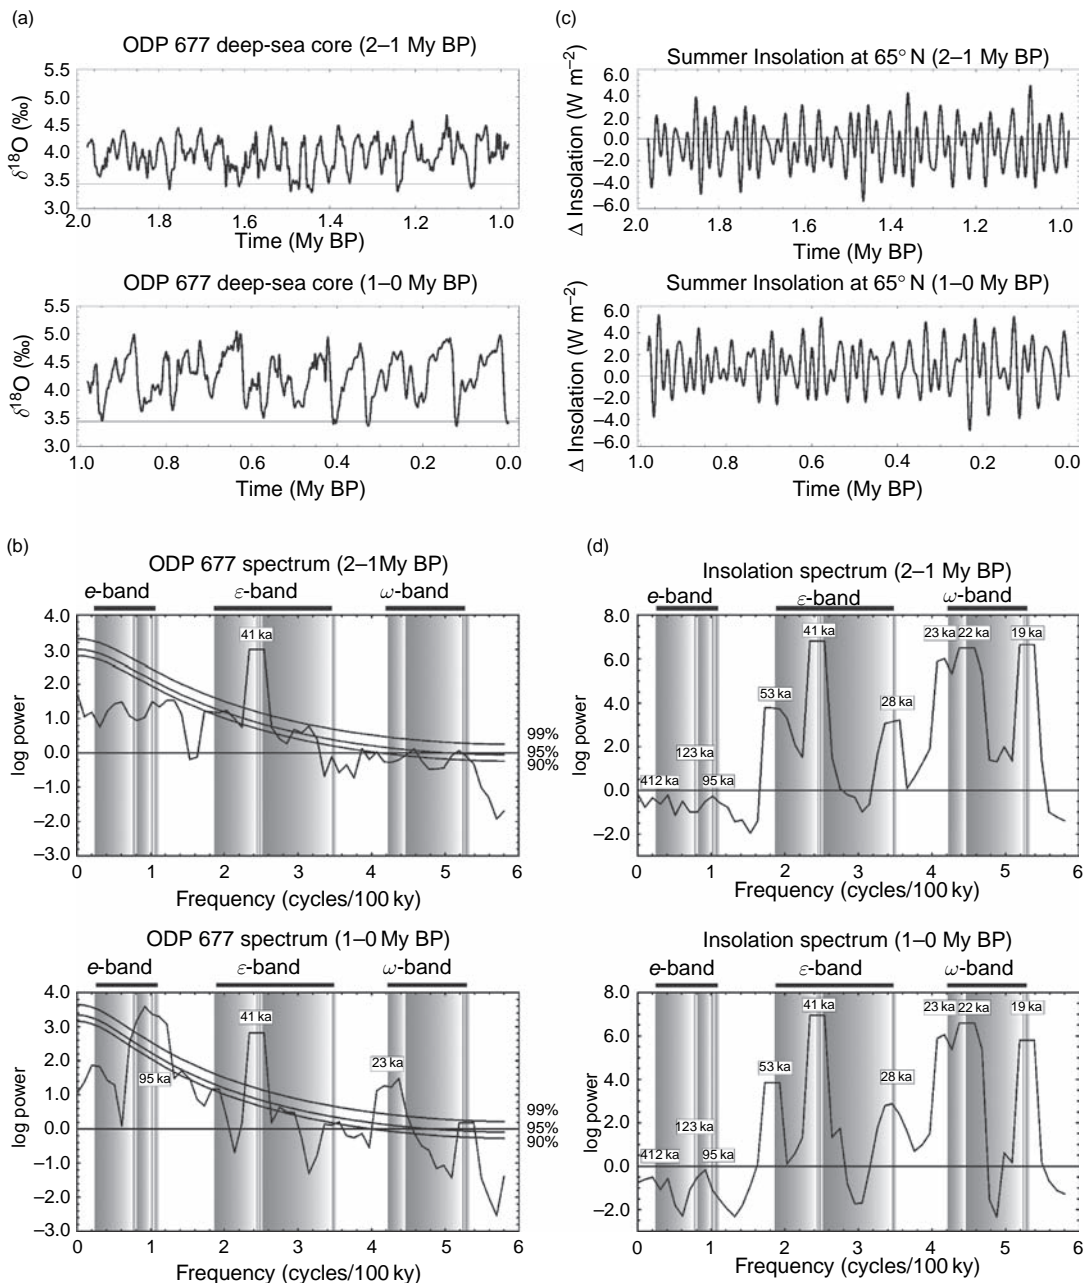 (a)
ODP 677 deep-sea core (2–1 My BP)
5.5
5.0
4.5
4.0
3.5
3.0
δ18O (‰)
2.0 1.8 1.6 1.4 1.2 1.0
Time (My BP)
ODP 677 deep-sea core (1–0 My BP)
5.5
5.0
4.5
4.0
3.5
3.0
δ18O (‰)
1.0 0.8 0.6 0.4 0.2 0.0
Time (My BP)
(c)
Summer Insolation at 65° N (2–1 My BP)
6.0
4.0
2.0
0.0
–2.0
–4.0
–6.0
Δ Insolation (W m–2)
2.0 1.8 1.6 1.4 1.2 1.0
Time (My BP)
Summer Insolation at 65° N (1–0 My BP)
6.0
4.0
2.0
0.0
–2.0
–4.0
–6.0
Δ Insolation (W m–2)
1.0 0.8 0.6 0.4 0.2 0.0
Time (My BP)
(b)
ODP 677 spectrum (2–1My BP)
e-band ε-band ω-band
4.0
3.0
2.0
1.0
0.0
–1.0
–2.0
–3.0
log power
41 ka
99%
95%
90%
0 1 2 3 4 5 6
Frequency (cycles/100 ky)
ODP 677 spectrum (1–0 My BP)
e-band ε-band ω-band
4.0
3.0
2.0
1.0
0.0
–1.0
–2.0
–3.0
log power
95 ka
41 ka
23 ka
99%
95%
90%
0 1 2 3 4 5 6
Frequency (cycles/100 ky)
(d)
Insolation spectrum (2–1 My BP)
e-band ε-band ω-band
8.0
6.0
4.0
2.0
0.0
–2.0
log power
41 ka 23 ka 22 ka 19 ka
53 ka 28 ka
123 ka
412 ka 95 ka
0 1 2 3 4 5 6
Frequency (cycles/100 ky)
Insolation spectrum (1–0 My BP)
e-band ε-band ω-band
8.0
6.0
4.0
2.0
0.0
–2.0
log power
41 ka 23 ka 22 ka 19 ka
53 ka 28 ka
123 ka
412 ka 95 ka
0 1 2 3 4 5 6
Frequency (cycles/100 ky)